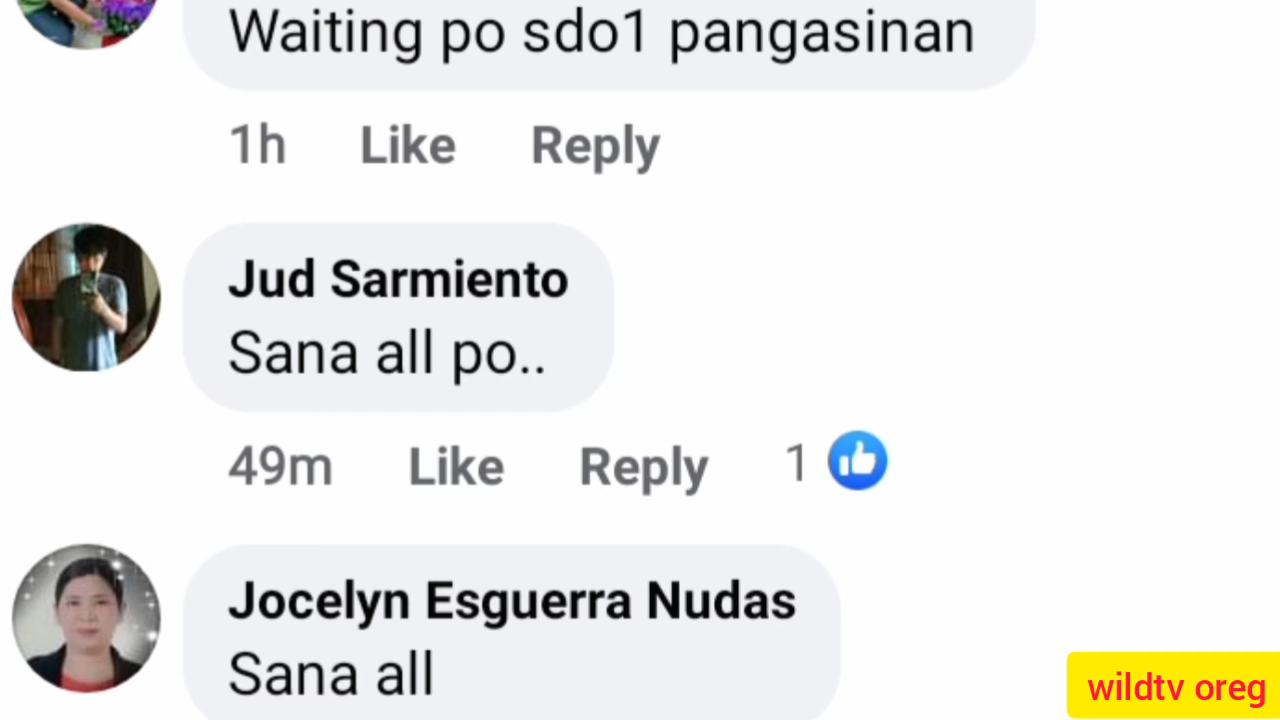 Waiting po sdo1 pangasinan
1h Like Reply
Jud Sarmiento
Sana all po..
49m Like Reply 1
Jocelyn Esguerra Nudas
Sana all
wildtv oreg